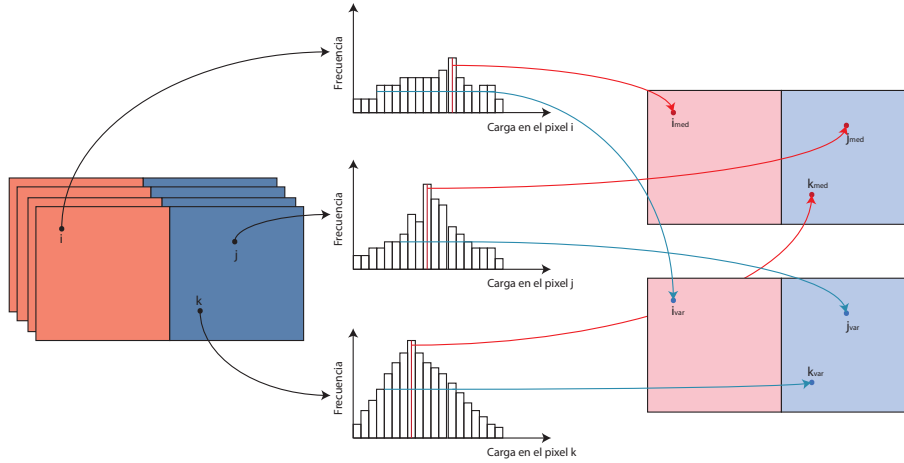 Frecuencia
Carga en el pixel i
i
j
k
Frecuencia
Carga en el pixel j
Frecuencia
Carga en el pixel k
imed
jmed
kmed
ivar
jvar
kvar